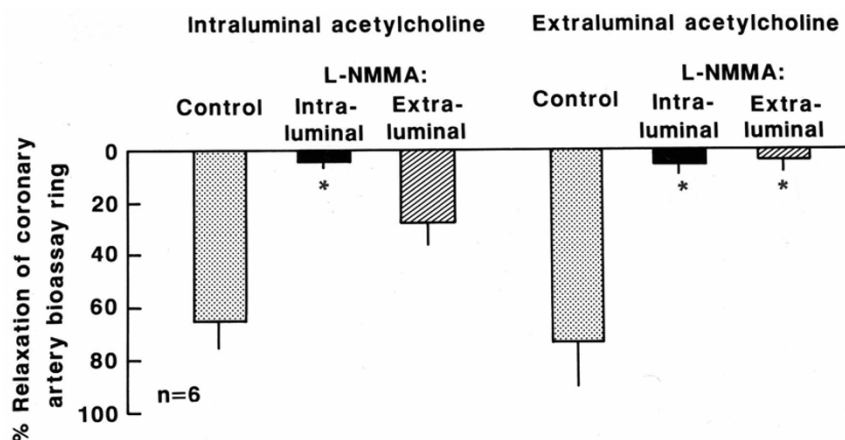 Intraluminal acetylcholine Extraluminal acetylcholine
L-NMMA: L-NMMA:
Control Intra- Extra- Control Intra- Extra-
luminal luminal luminal luminal
% Relaxation of coronary
artery bioassay ring
0
20
40
60
80
100
* * *
n=6